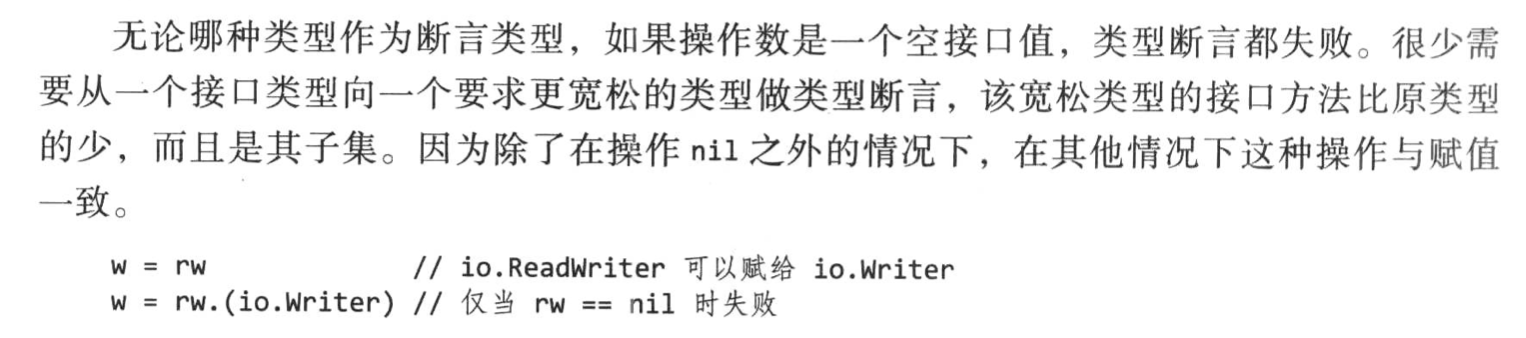 无论哪种类型作为断言类型，如果操作数是一个空接口值，类型断言都失败。很少需
要从一个接口类型向一个要求更宽松的类型做类型断言，该宽松类型的接口方法比原类型
的少，而且是其子集。因为除了在操作 nil 之外的情况下，在其他情况下这种操作与赋值
一致。
w = rw // io.ReadWriter 可以赋给 io.Writer
w = rw.(io.Writer) // 仅当 rw == nil 时失败